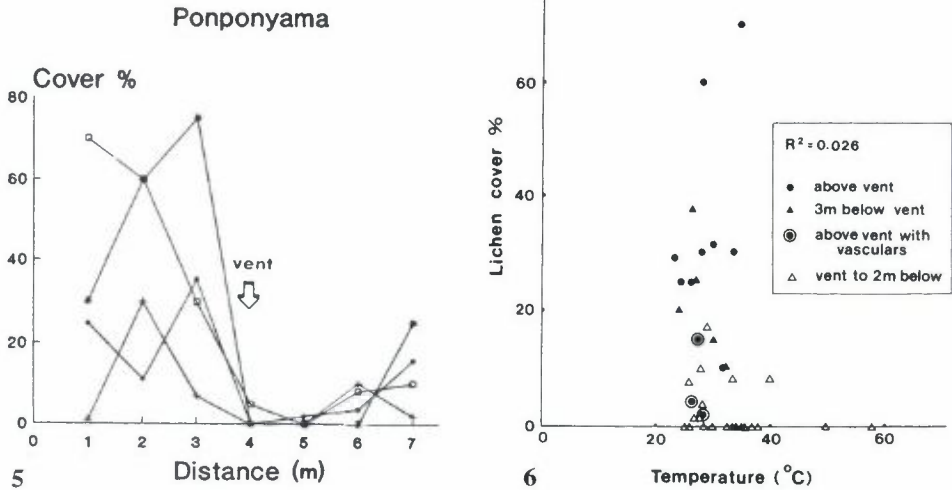 Ponponyama
Cover %
80
60
40
20
0
vent
0 1 2 3 4 5 6 7
Distance (m)
5
60
40
20
0
Lichen cover %
R² = 0.026
above vent
3m below vent
above vent with
vasculars
vent to 2m below
0 20 40 60
Temperature (°C)
6